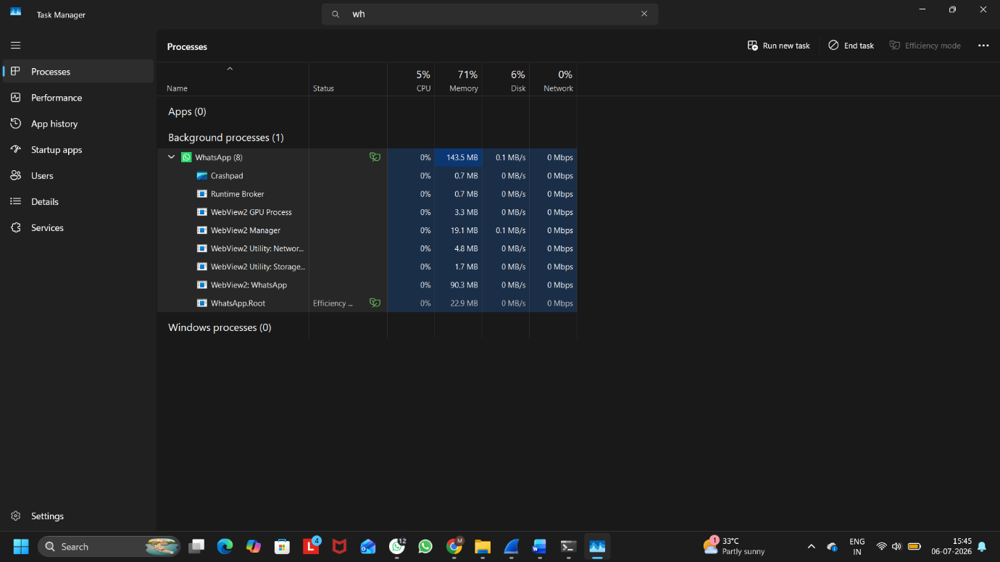 Task Manager
wh
Processes
Run new task
End task
Efficiency mode
Processes
Performance
App history
Startup apps
Users
Details
Services
Settings
5% 71% 6% 0%
Name Status CPU Memory Disk Network
Apps (0)
Background processes (1)
WhatsApp (8) 0% 143.5 MB 0.1 MB/s 0 Mbps
Crashpad 0% 0.7 MB 0 MB/s 0 Mbps
Runtime Broker 0% 0.7 MB 0 MB/s 0 Mbps
WebView2 GPU Process 0% 3.3 MB 0 MB/s 0 Mbps
WebView2 Manager 0% 19.1 MB 0.1 MB/s 0 Mbps
WebView2 Utility: Networ... 0% 4.8 MB 0 MB/s 0 Mbps
WebView2 Utility: Storage... 0% 1.7 MB 0 MB/s 0 Mbps
WebView2: WhatsApp 0% 90.3 MB 0 MB/s 0 Mbps
WhatsApp.Root Efficiency ... 0% 22.9 MB 0 MB/s 0 Mbps
Windows processes (0)
Search
L 4
12
M
1
33°C
Partly sunny
ENG
IN
15:45
06-07-2026